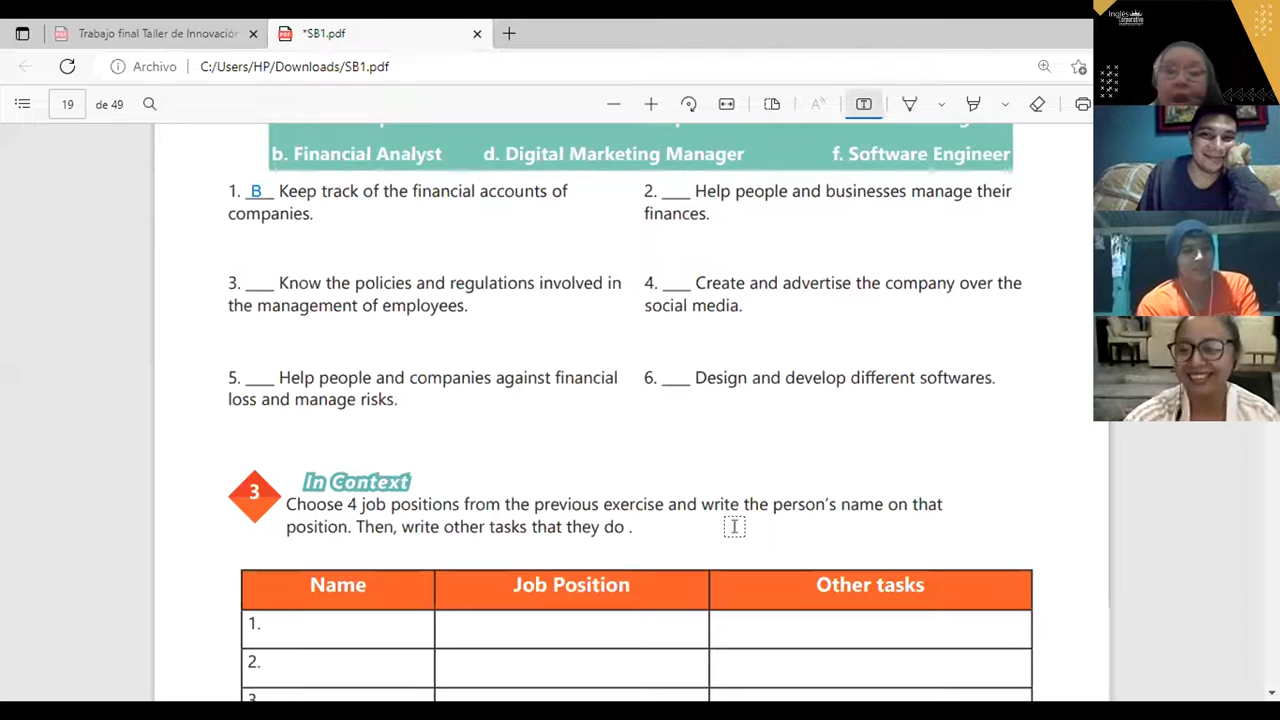 Trabajo final Taller de Innovación
*SB1.pdf
Archivo C:/Users/HP/Downloads/SB1.pdf
19 de 49
Inglés
Corporativo
b. Financial Analyst d. Digital Marketing Manager f. Software Engineer
1. B Keep track of the financial accounts of
companies.
2. ___ Help people and businesses manage their
finances.
3. ___ Know the policies and regulations involved in
the management of employees.
4. ___ Create and advertise the company over the
social media.
5. ___ Help people and companies against financial
loss and manage risks.
6. ___ Design and develop different softwares.
3 In Context
Choose 4 job positions from the previous exercise and write the person's name on that
position. Then, write other tasks that they do .
Name Job Position Other tasks
1.
2.
3